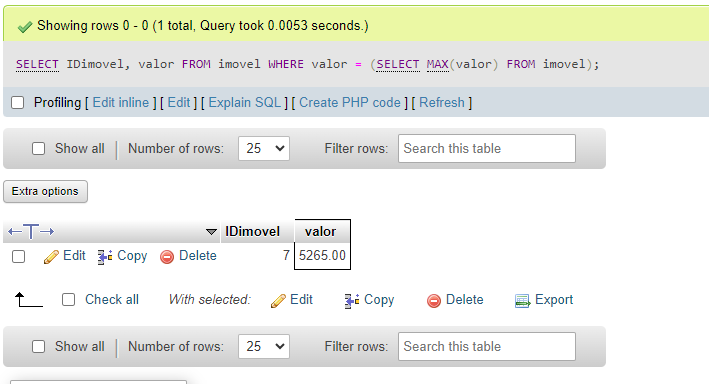 Showing rows 0 - 0 (1 total, Query took 0.0053 seconds.)
SELECT IDimovel, valor FROM imovel WHERE valor = (SELECT MAX(valor) FROM imovel);
Profiling [ Edit inline ] [ Edit ] [ Explain SQL ] [ Create PHP code ] [ Refresh ]
Show all Number of rows: 25 Filter rows: Search this table
Extra options
←T→ IDimovel valor
Edit Copy Delete 7 5265.00
Check all With selected: Edit Copy Delete Export
Show all Number of rows: 25 Filter rows: Search this table